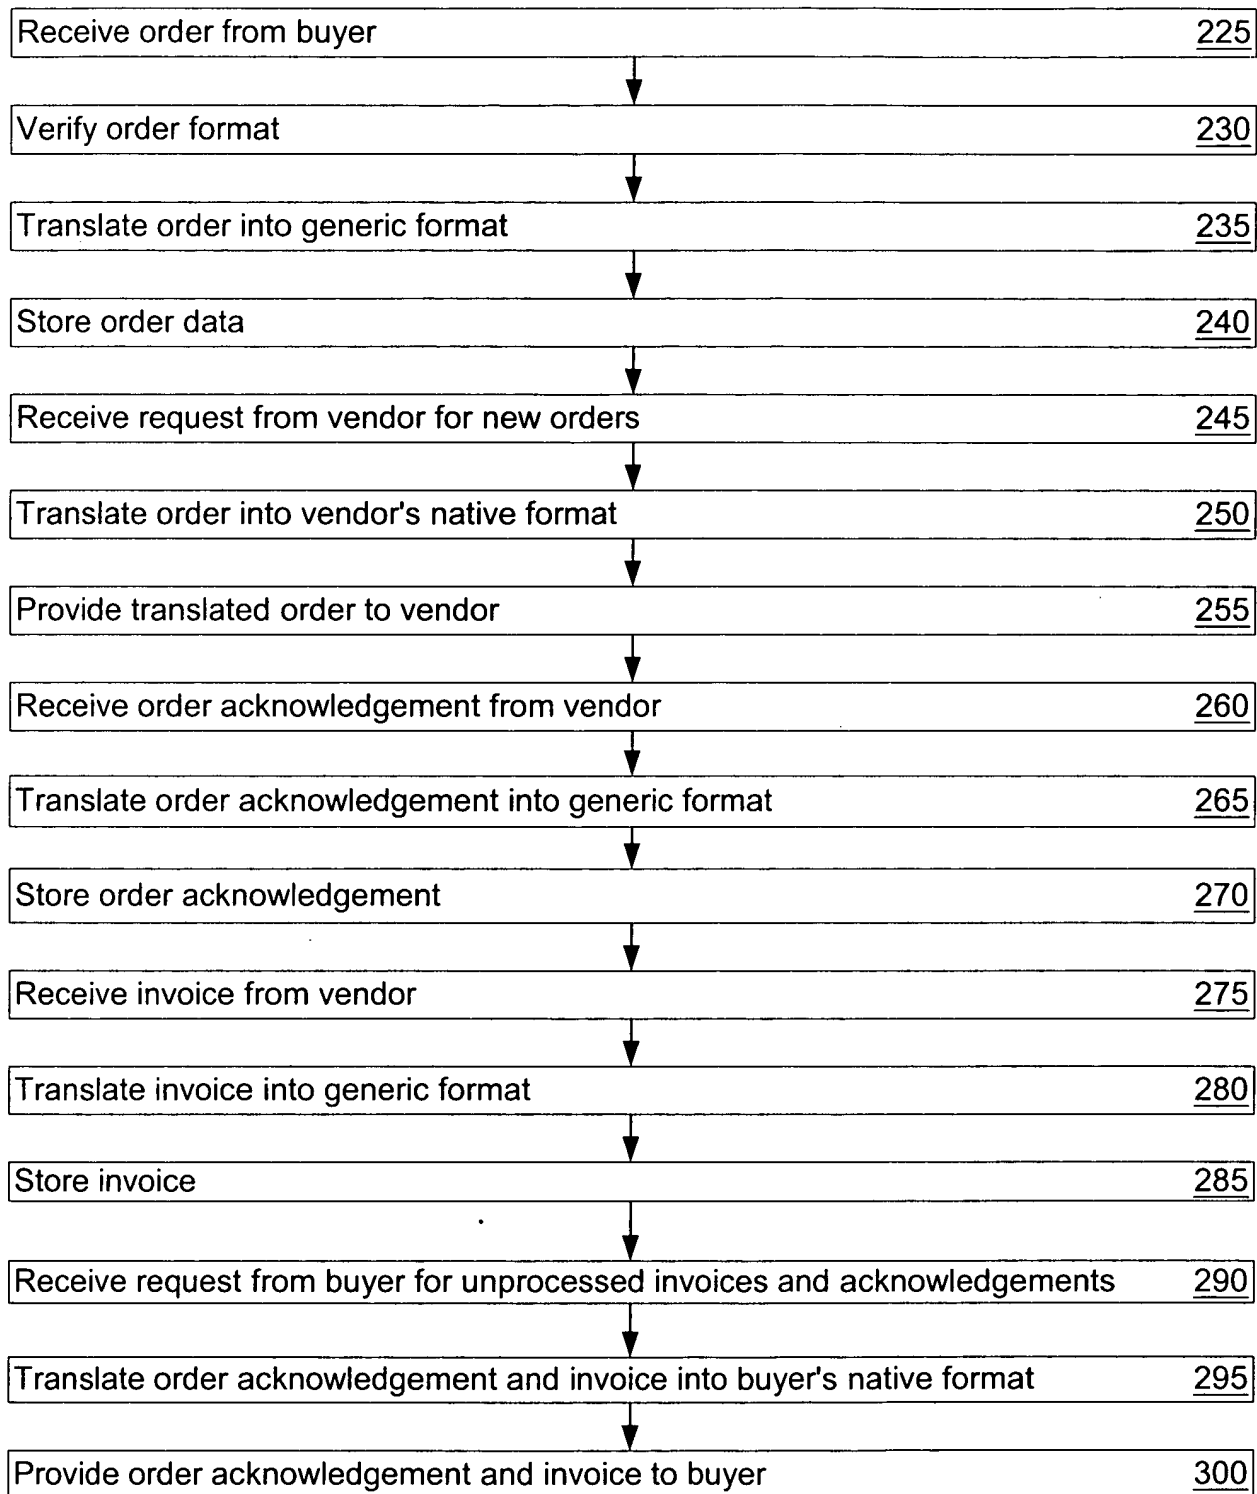 Receive order from buyer 225
Verify order format 230
Translate order into generic format 235
Store order data 240
Receive request from vendor for new orders 245
Translate order into vendor's native format 250
Provide translated order to vendor 255
Receive order acknowledgement from vendor 260
Translate order acknowledgement into generic format 265
Store order acknowledgement 270
Receive invoice from vendor 275
Translate invoice into generic format 280
Store invoice 285
Receive request from buyer for unprocessed invoices and acknowledgements 290
Translate order acknowledgement and invoice into buyer's native format 295
Provide order acknowledgement and invoice to buyer 300